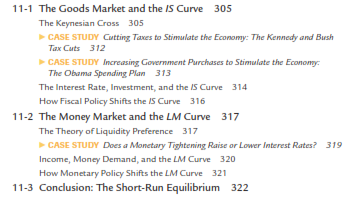 11-1 The Goods Market and the IS Curve 305
The Keynesian Cross 305
▶ CASE STUDY Cutting Taxes to Stimulate the Economy: The Kennedy and Bush
Tax Cuts 312
▶ CASE STUDY Increasing Government Purchases to Stimulate the Economy:
The Obama Spending Plan 313
The Interest Rate, Investment, and the IS Curve 314
How Fiscal Policy Shifts the IS Curve 316
11-2 The Money Market and the LM Curve 317
The Theory of Liquidity Preference 317
▶ CASE STUDY Does a Monetary Tightening Raise or Lower Interest Rates? 319
Income, Money Demand, and the LM Curve 320
How Monetary Policy Shifts the LM Curve 321
11-3 Conclusion: The Short-Run Equilibrium 322